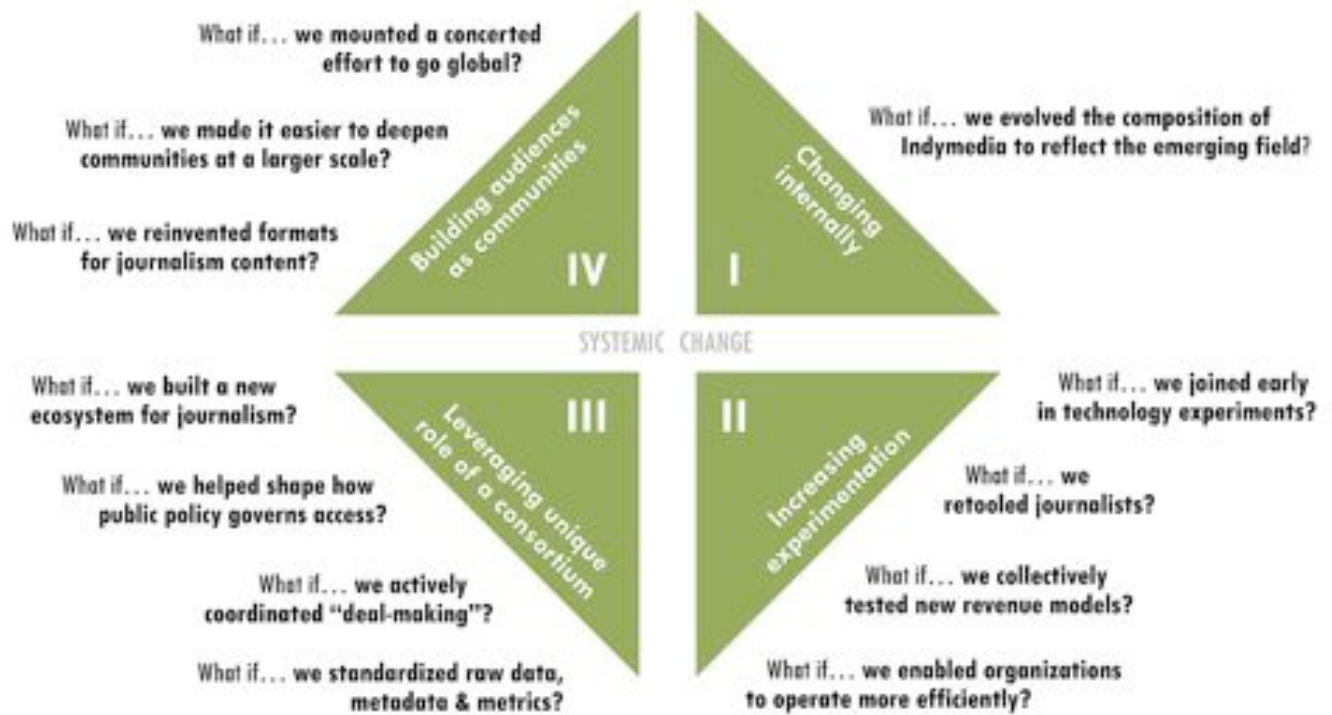 What if... we mounted a concerted
effort to go global?
What if... we made it easier to deepen
communities at a larger scale?
What if... we reinvented formats
for journalism content?
Building audiences
as communities
IV
Changing
internally
I
What if... we evolved the composition of
Indymedia to reflect the emerging field?
SYSTEMIC CHANGE
What if... we built a new
ecosystem for journalism?
What if... we helped shape how
public policy governs access?
What if... we actively
coordinated “deal-making”?
What if... we standardized raw data,
metadata & metrics?
III
Leveraging unique
role of a consortium
II
Increasing
experimentation
What if... we joined early
in technology experiments?
What if... we
retooled journalists?
What if... we collectively
tested new revenue models?
What if... we enabled organizations
to operate more efficiently?